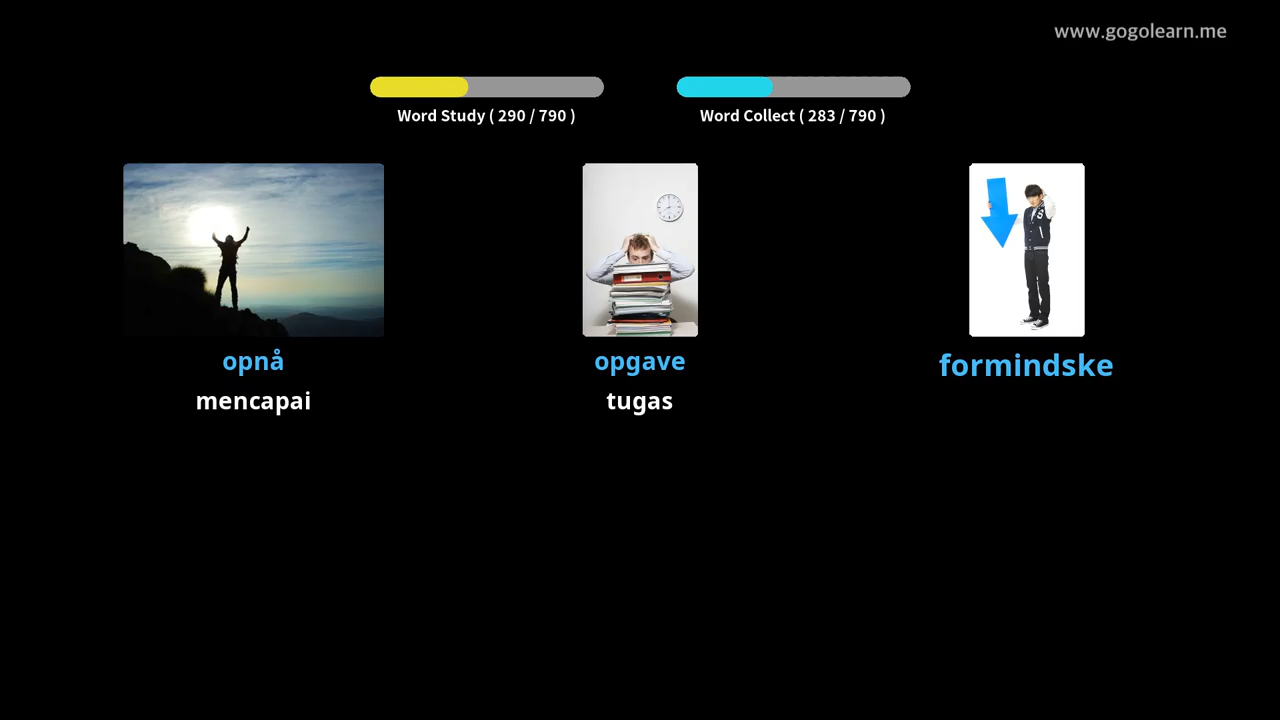 www.gogolearn.me
Word Study ( 290 / 790 )
Word Collect ( 283 / 790 )
opnå
mencapai
opgave
tugas
formindske